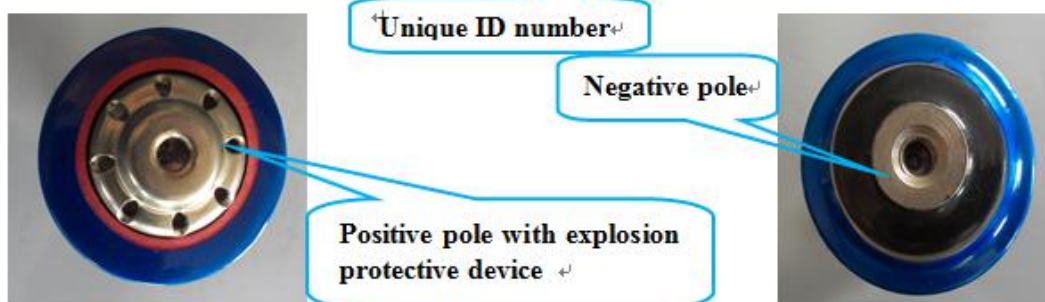 Unique ID number
Negative pole
Positive pole with explosion
protective device